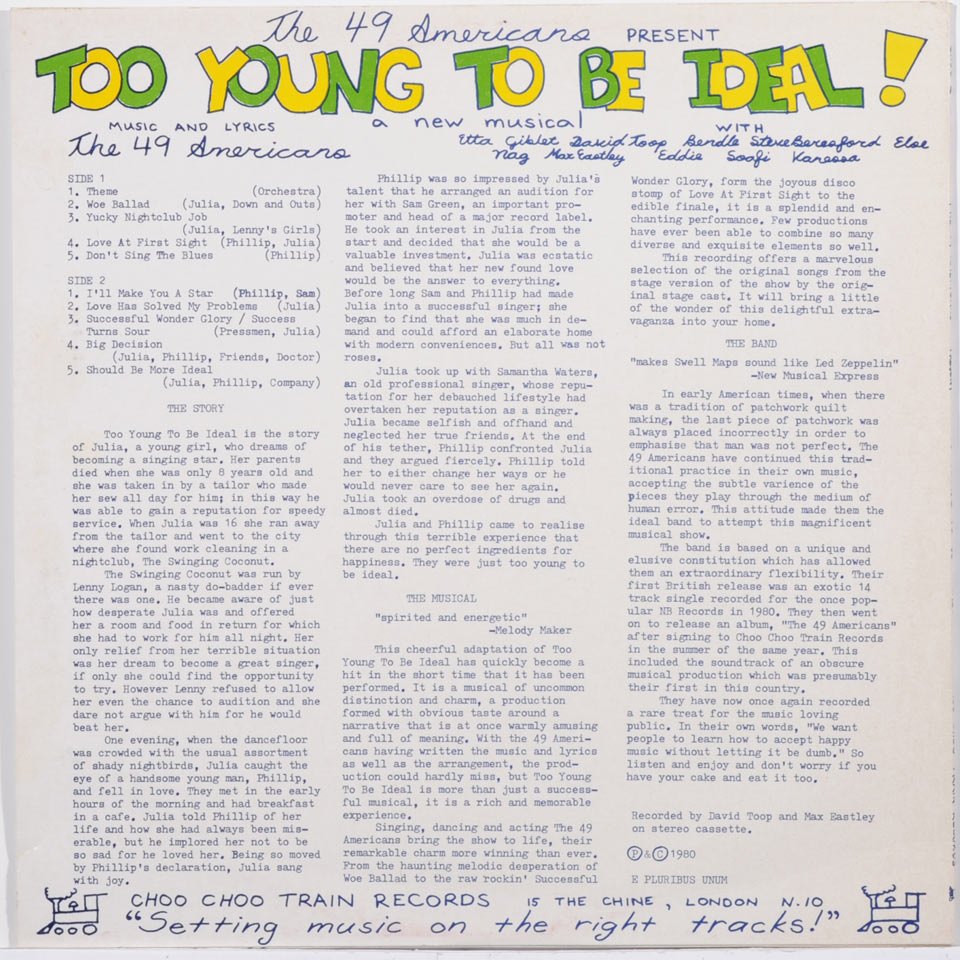 The 49 Americans PRESENT
TOO YOUNG TO BE IDEAL!
MUSIC AND LYRICS
The 49 Americans
a new musical
WITH
Etta Giblet David Toop Bendle Steve Beresford Else
Nag Max Eastley Eddie Soofi Vanessa
SIDE 1
1. Theme (Orchestra)
2. Woe Ballad (Julia, Down and Outs)
3. Yucky Nightclub Job
(Julia, Lenny's Girls)
4. Love At First Sight (Phillip, Julia)
5. Don't Sing The Blues (Phillip)
SIDE 2
1. I'll Make You A Star (Phillip, Sam)
2. Love Has Solved My Problems (Julia)
3. Successful Wonder Glory / Success
Turns Sour (Pressmen, Julia)
4. Big Decision
(Julia, Phillip, Friends, Doctor)
5. Should Be More Ideal
(Julia, Phillip, Company)
THE STORY
Too Young To Be Ideal is the story
of Julia, a young girl, who dreams of
becoming a singing star. Her parents
died when she was only 8 years old and
she was taken in by a tailor who made
her sew all day for him; in this way he
was able to gain a reputation for speedy
service. When Julia was 16 she ran away
from the tailor and went to the city
where she found work cleaning in a
nightclub, The Swinging Coconut.
The Swinging Coconut was run by
Lenny Logan, a nasty do-badder if ever
there was one. He became aware of just
how desperate Julia was and offered
her a room and food in return for which
she had to work for him all night. Her
only relief from her terrible situation
was her dream to become a great singer,
if only she could find the opportunity
to try. However Lenny refused to allow
her even the chance to audition and she
dare not argue with him for he would
beat her.
One evening, when the dancefloor
was crowded with the usual assortment
of shady nightbirds, Julia caught the
eye of a handsome young man, Phillip,
and fell in love. They met in the early
hours of the morning and had breakfast
in a cafe. Julia told Phillip of her
life and how she had always been mis-
erable, but he implored her not to be
so sad for he loved her. Being so moved
by Phillip's declaration, Julia sang
with joy.
Phillip was so impressed by Julia's
talent that he arranged an audition for
her with Sam Green, an important pro-
moter and head of a major record label.
He took an interest in Julia from the
start and decided that she would be a
valuable investment. Julia was ecstatic
and believed that her new found love
would be the answer to everything.
Before long Sam and Phillip had made
Julia into a successful singer; she
began to find that she was much in de-
mand and could afford an elaborate home
with modern conveniences. But all was not
roses.
Julia took up with Samantha Waters,
an old professional singer, whose repu-
tation for her debauched lifestyle had
overtaken her reputation as a singer.
Julia became selfish and offhand and
neglected her true friends. At the end
of his tether, Phillip confronted Julia
and they argued fiercely. Phillip told
her to either change her ways or he
would never care to see her again.
Julia took an overdose of drugs and
almost died.
Julia and Phillip came to realise
through this terrible experience that
there are no perfect ingredients for
happiness. They were just too young to
be ideal.
THE MUSICAL
"spirited and energetic"
-Melody Maker
This cheerful adaptation of Too
Young To Be Ideal has quickly become a
hit in the short time that it has been
performed. It is a musical of uncommon
distinction and charm, a production
formed with obvious taste around a
narrative that is at once warmly amusing
and full of meaning. With the 49 Ameri-
cans having written the music and lyrics
as well as the arrangement, the prod-
uction could hardly miss, but Too Young
To Be Ideal is more than just a success-
ful musical, it is a rich and memorable
experience.
Singing, dancing and acting The 49
Americans bring the show to life, their
remarkable charm more winning than ever.
From the haunting melodic desperation of
Woe Ballad to the raw rockin' Successful
Wonder Glory, form the joyous disco
stomp of Love At First Sight to the
edible finale, it is a splendid and en-
chanting performance. Few productions
have ever been able to combine so many
diverse and exquisite elements so well.
This recording offers a marvelous
selection of the original songs from the
stage version of the show by the orig-
inal stage cast. It will bring a little
of the wonder of this delightful extra-
vaganza into your home.
THE BAND
"makes Swell Maps sound like Led Zeppelin"
-New Musical Express
In early American times, when there
was a tradition of patchwork quilt
making, the last piece of patchwork was
always placed incorrectly in order to
emphasise that man was not perfect. The
49 Americans have continued this trad-
itional practice in their own music,
accepting the subtle varience of the
pieces they play through the medium of
human error. This attitude made them the
ideal band to attempt this magnificent
musical show.
The band is based on a unique and
elusive constitution which has allowed
them an extraordinary flexibility. Their
first British release was an exotic 14
track single recorded for the once pop-
ular NB Records in 1980. They then went
on to release an album, "The 49 Americans"
after signing to Choo Choo Train Records
in the summer of the same year. This
included the soundtrack of an obscure
musical production which was presumably
their first in this country.
They have now once again recorded
a rare treat for the music loving
public. In their own words, "We want
people to learn how to accept happy
music without letting it be dumb." So
listen and enjoy and don't worry if you
have your cake and eat it too.
Recorded by David Toop and Max Eastley
on stereo cassette.
Ⓟ & © 1980
E PLURIBUS UNUM
CHOO CHOO TRAIN RECORDS 15 THE CHINE, LONDON N.10
"Setting music on the right tracks!"